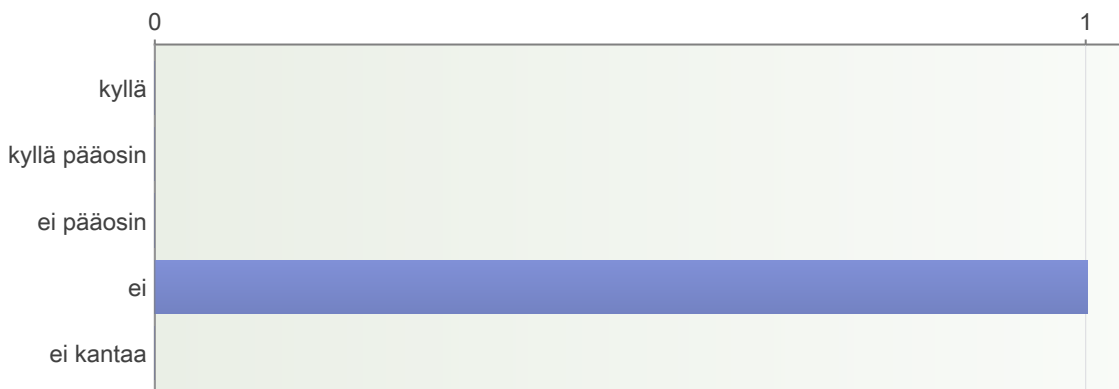 0 1
kyllä
kyllä pääosin
ei pääosin
ei
ei kantaa